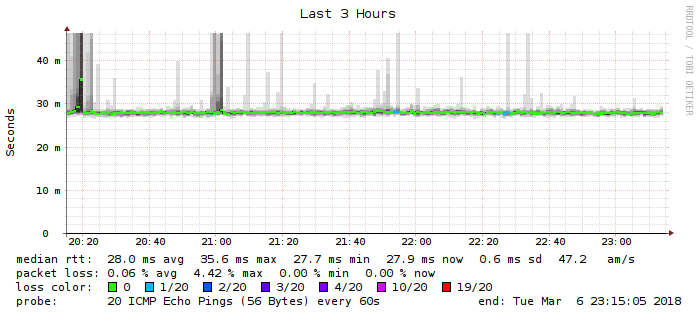 Last 3 Hours
RRDTOOL / TOBI OETIKER
Seconds
40 m
30 m
20 m
10 m
0
20:20 20:40 21:00 21:20 21:40 22:00 22:20 22:40 23:00
median rtt: 28.0 ms avg 35.6 ms max 27.7 ms min 27.9 ms now 0.6 ms sd 47.2 am/s
packet loss: 0.06 % avg 4.42 % max 0.00 % min 0.00 % now
loss color: 0 1/20 2/20 3/20 4/20 10/20 19/20
probe: 20 ICMP Echo Pings (56 Bytes) every 60s end: Tue Mar 6 23:15:05 2018